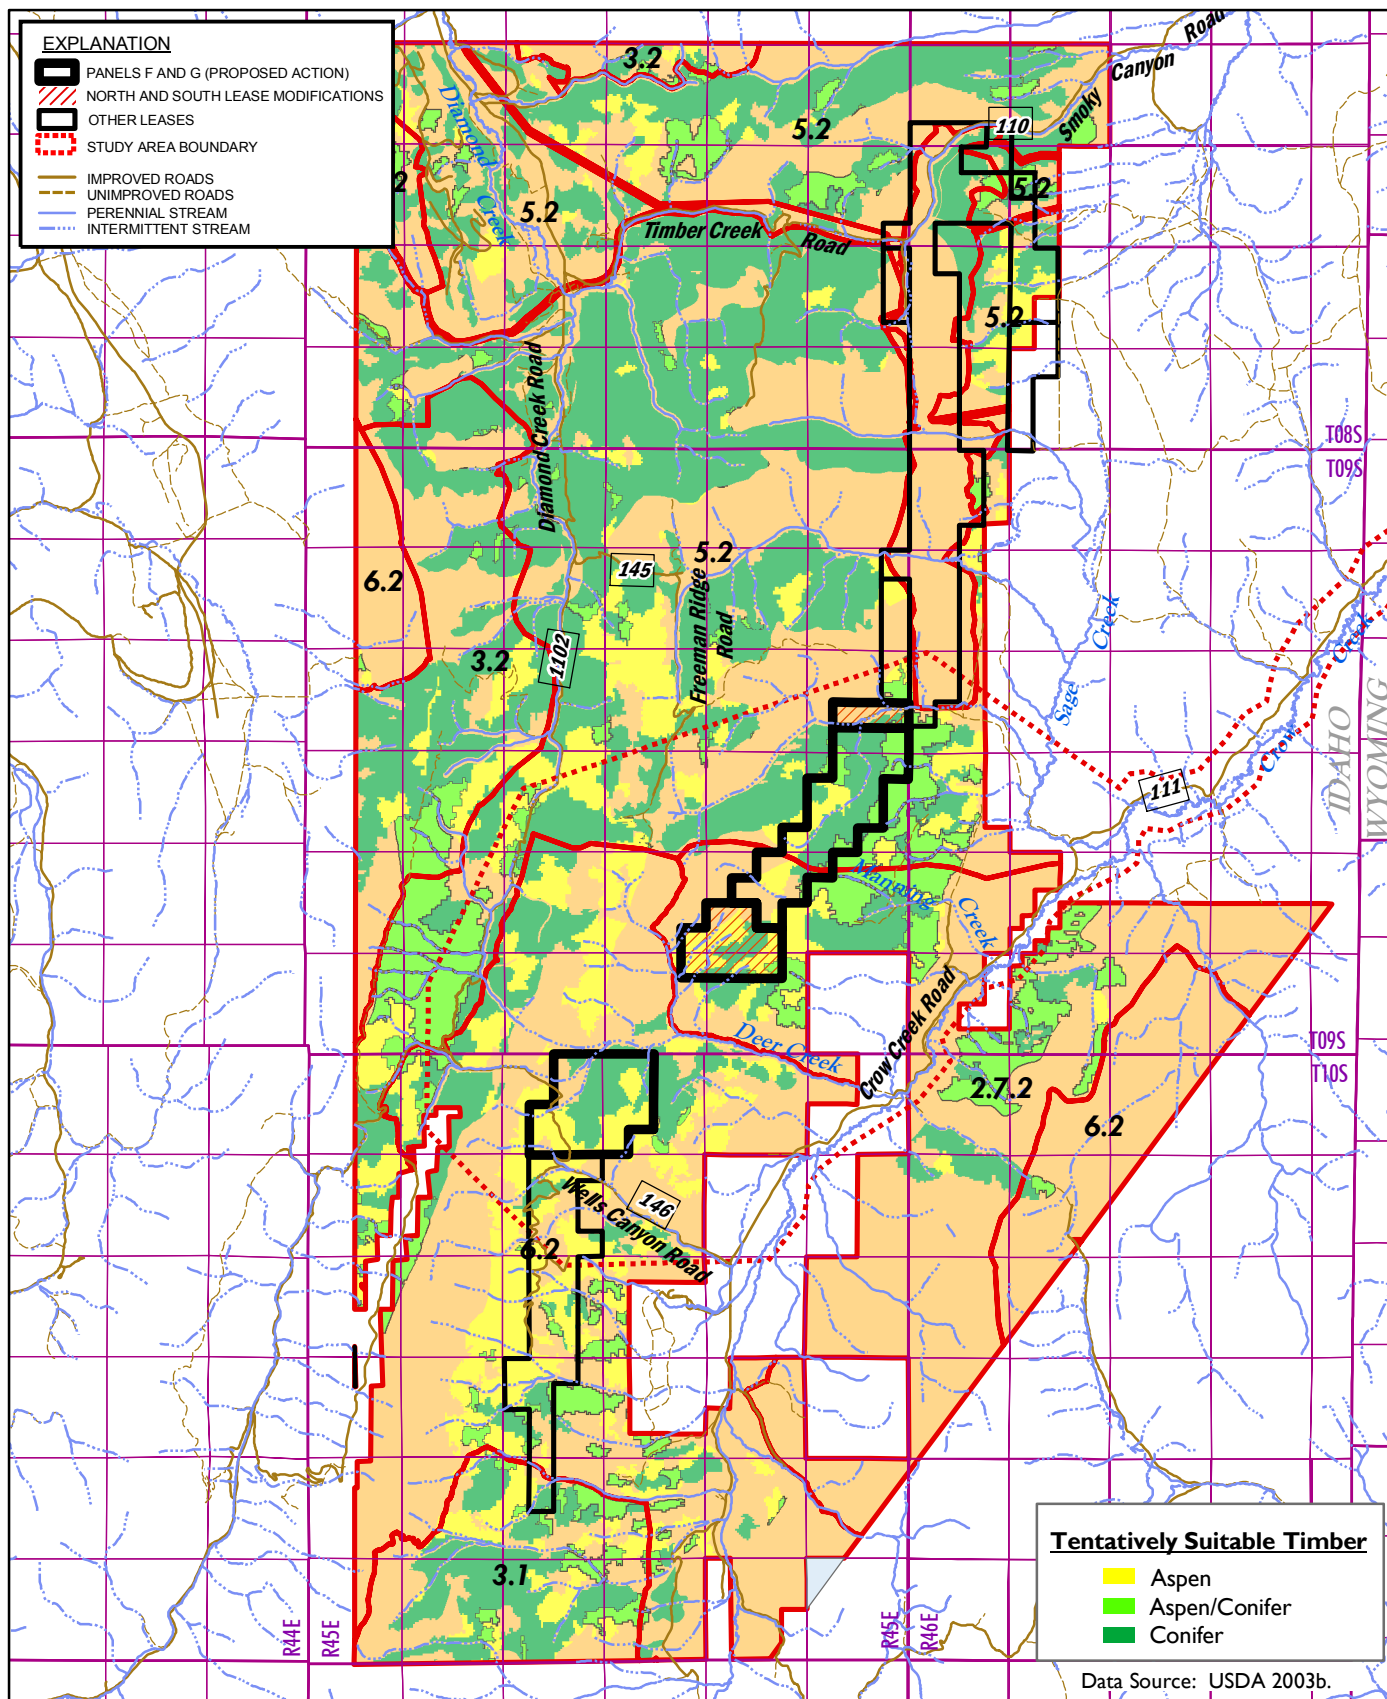 EXPLANATION
PANELS F AND G (PROPOSED ACTION)
NORTH AND SOUTH LEASE MODIFICATIONS
OTHER LEASES
STUDY AREA BOUNDARY
IMPROVED ROADS
UNIMPROVED ROADS
PERENNIAL STREAM
INTERMITTENT STREAM
3.2
Smoky Canyon Road
110
5.2
5.2
2
Diamond Creek
5.2
Timber Creek Road
5.2
Diamond Creek Road
T08S
T09S
145
5.2
6.2
Freeman Ridge
Road
3.2
1102
Sage Creek
Crow Creek
IDAHO
WYOMNG
111
Manning Creek
Crow Creek Road
Deer Creek
T09S
T10S
2.7.2
6.2
146
Wells Canyon Road
6.2
3.1
R44E
R45E
R45E
R46E
Tentatively Suitable Timber
Aspen
Aspen/Conifer
Conifer
Data Source: USDA 2003b.